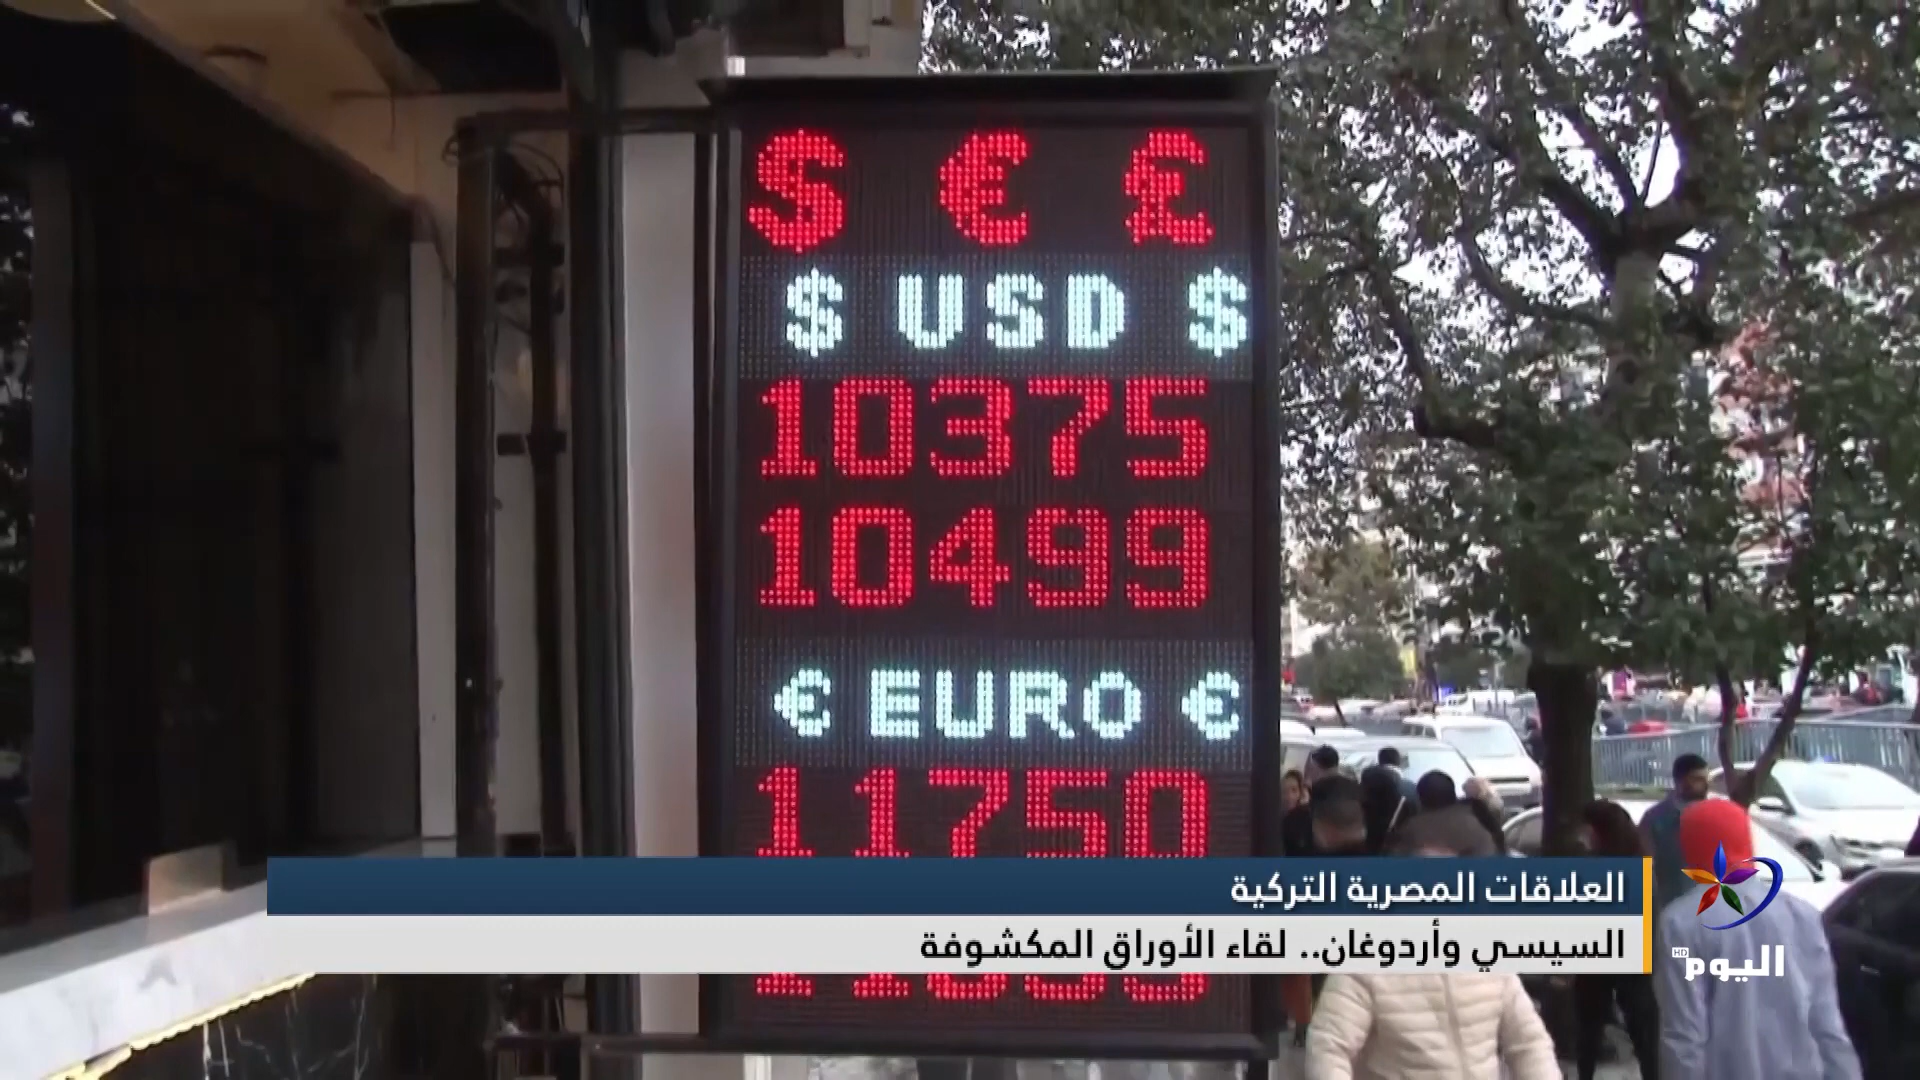 $ € £
$ USD $
10375
10499
€ EURO €
11750
العلاقات المصرية التركية
السيسي وأردوغان.. لقاء الأوراق المكشوفة
اليوم HD